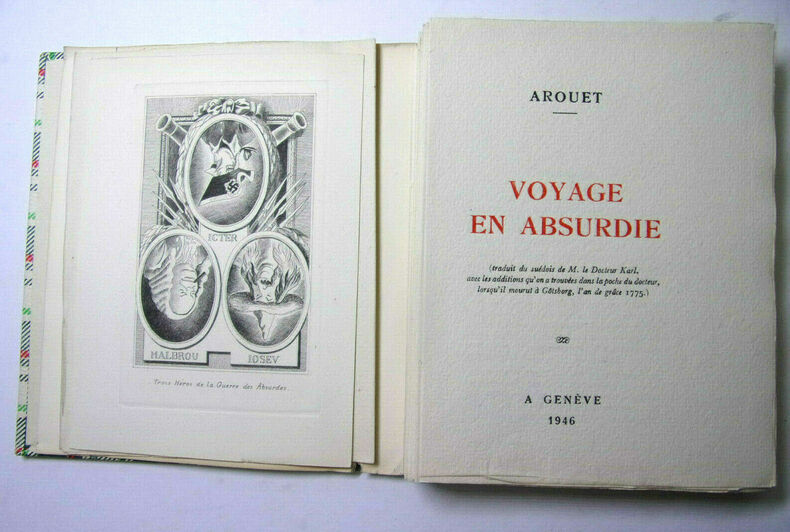 IGTER
MALBROU
IOSEV
Trois Héros de la Guerre des Absurdes.
AROUET
VOYAGE
EN ABSURDIE
(traduit du suédois de M. le Docteur Karl,
avec les additions qu'on a trouvées dans la poche du docteur,
lorsqu'il mourut à Götsborg, l'an de grâce 1775.)
A GENÈVE
1946